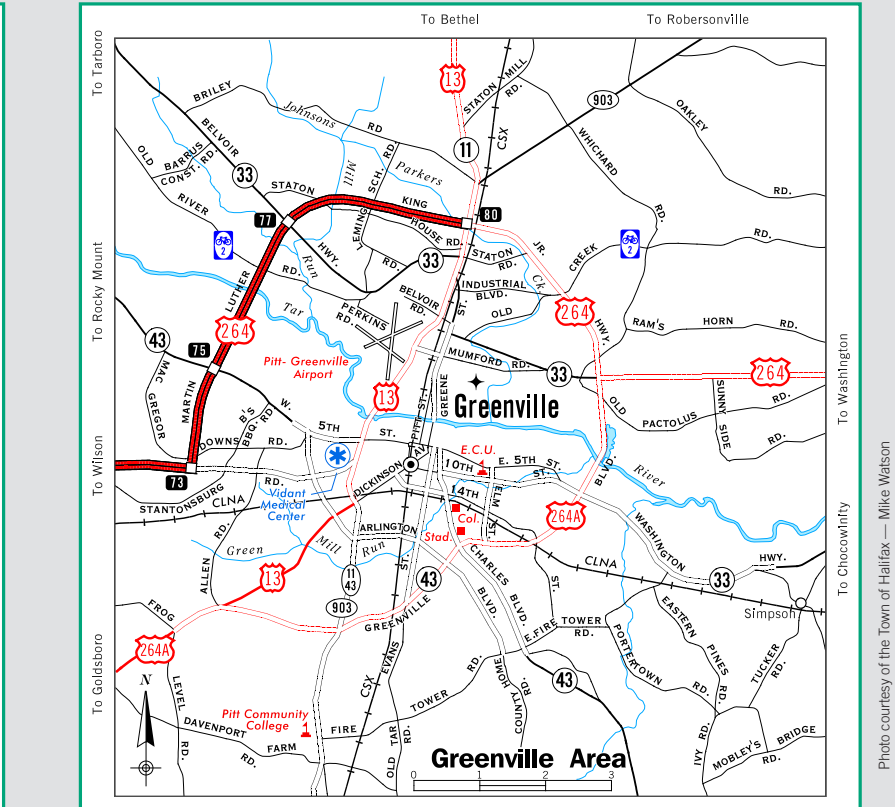 To Bethel
To Robersonville
To Tarboro
To Rocky Mount
To Wilson
To Goldsboro
To Washington
To Chocowinity
Photo courtesy of the Town of Halifax — Mike Watson
13
STATON MILL
RD.
903
OAKLEY
RD.
BRILEY
RD
Johnsons
Mill
Run
BELVOIR
33
HWY.
OLD
RIVER
RD.
BARRUS
CONST. RD.
11
CSX
WHICHARD
RD.
Parkers
Ck
STATON
HOUSE
RD.
LEMING SCH. RD.
KING
80
77
2
2
33
STATON
RD.
JR.
CREEK
RD.
LUTHER
RD.
INDUSTRIAL
BLVD.
OLD
264
HWY.
BELVOIR
ST.
Tar
PERKINS
RD.
264
43
75
MAC
GREGOR
MARTIN
Pitt- Greenville
Airport
MUMFORD RD.
33
RAM'S HORN RD.
264
SUNNY
SIDE
RD.
OLD
PACTOLUS
RD.
13
PITT ST.
GREENE
Greenville
W.
5TH
ST.
B'S
BBQ. RD.
DOWNS
RD.
73
STANTONSBURG
RD.
Vidant
Medical
Center
DICKINSON
AV.
E.C.U.
10TH
E. 5TH ST.
ST.
14TH
ELM
ST.
Col.
Stad.
264A
BLVD.
River
WASHINGTON
HWY.
33
CLNA
CLNA
Simpson
ALLEN
RD.
Green
Mill
Run
ARLINGTON
ST.
13
11
43
903
43
GREENVILLE
CHARLES
BLVD.
BLVD.
ST.
E.FIRE TOWER
RD.
PORTERTOWN
RD.
EASTERN
PINES
RD.
TUCKER
RD.
FROG
LEVEL
RD.
264A
N
CSX
EVANS
TOWER
RD.
FIRE
COUNTY HOME
RD.
43
Pitt Community
College
DAVENPORT
FARM
RD.
OLD TAR
RD.
IVY RD.
MOBLEY'S BRIDGE
RD.
Greenville Area
0 1 2 3